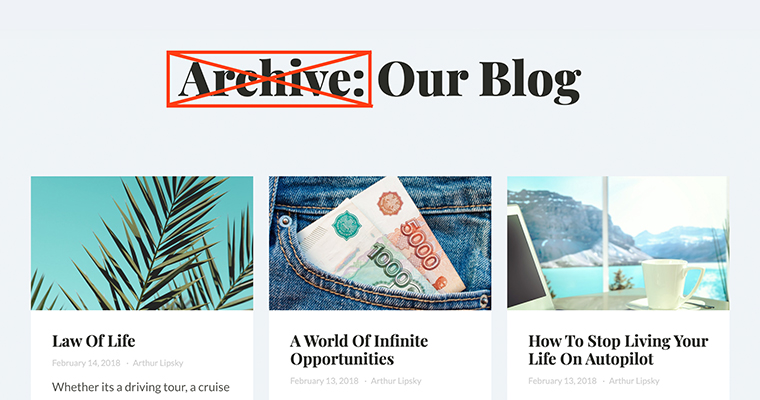 Archive: Our Blog
5000
1000
Law Of Life
A World Of Infinite
Opportunities
How To Stop Living Your
Life On Autopilot
February 14, 2018 · Arthur Lipsky
February 13, 2018 · Arthur Lipsky
February 13, 2018 · Arthur Lipsky
Whether its a driving tour, a cruise